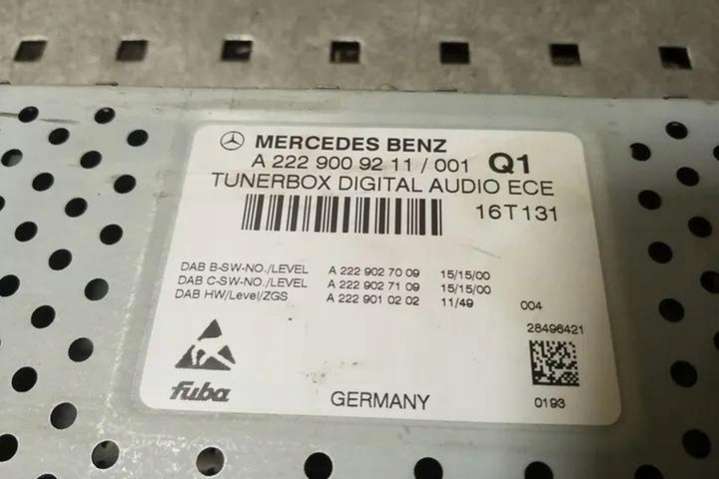 MERCEDES BENZ
A 222 900 92 11 / 001 Q1
TUNERBOX DIGITAL AUDIO ECE
16T131
DAB B-SW-NO./LEVEL A 222 902 70 09 15/15/00
DAB C-SW-NO./LEVEL A 222 902 71 09 15/15/00
DAB HW/Level/ZGS A 222 901 02 02 11/49 004
28496421
fuba GERMANY 0193